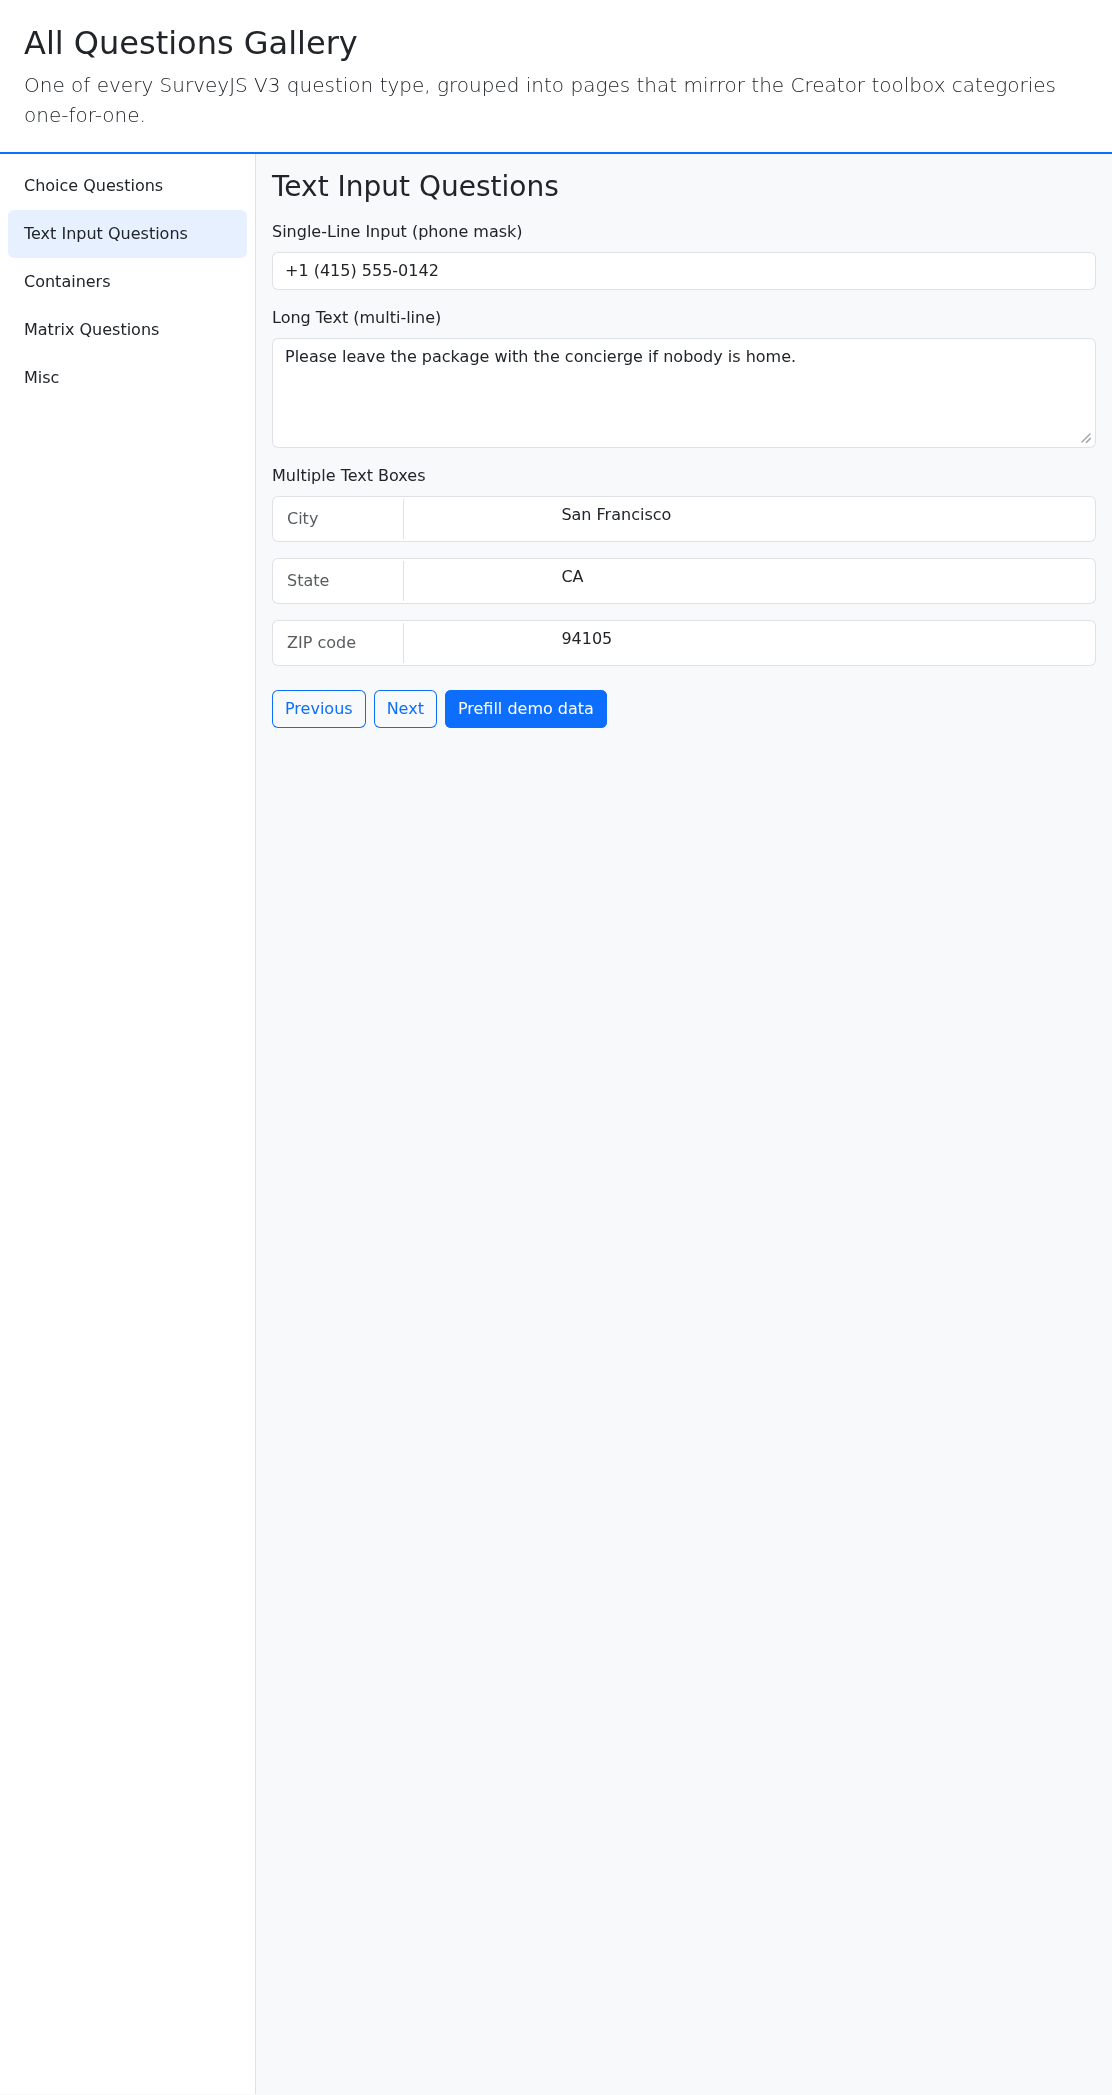 All Questions Gallery
One of every SurveyJS V3 question type, grouped into pages that mirror the Creator toolbox categories
one-for-one.
Choice Questions
Text Input Questions
Containers
Matrix Questions
Misc
Text Input Questions
Single-Line Input (phone mask)
+1 (415) 555-0142
Long Text (multi-line)
Please leave the package with the concierge if nobody is home.
Multiple Text Boxes
City San Francisco
State CA
ZIP code 94105
Previous Next Prefill demo data